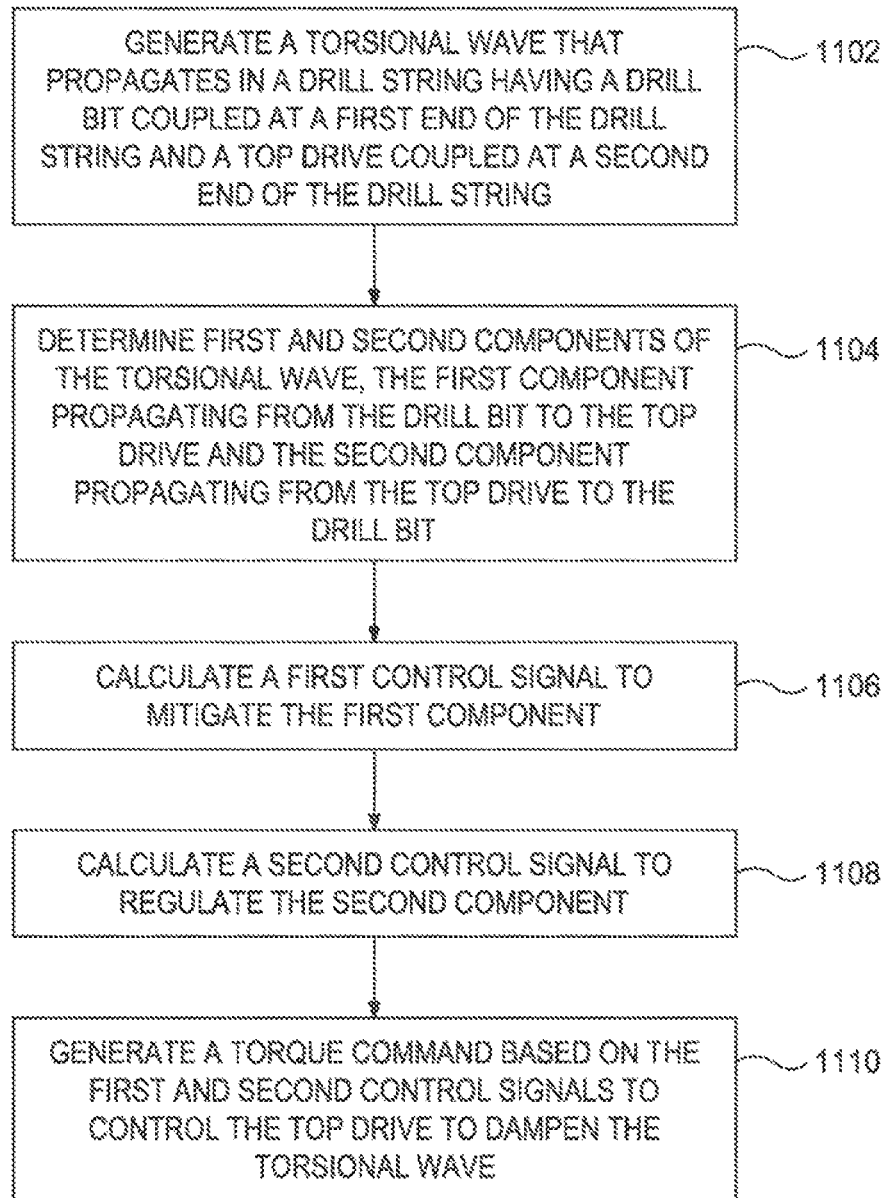 GENERATE A TORSIONAL WAVE THAT
PROPAGATES IN A DRILL STRING HAVING A DRILL
BIT COUPLED AT A FIRST END OF THE DRILL
STRING AND A TOP DRIVE COUPLED AT A SECOND
END OF THE DRILL STRING
1102
DETERMINE FIRST AND SECOND COMPONENTS OF
THE TORSIONAL WAVE, THE FIRST COMPONENT
PROPAGATING FROM THE DRILL BIT TO THE TOP
DRIVE AND THE SECOND COMPONENT
PROPAGATING FROM THE TOP DRIVE TO THE
DRILL BIT
1104
CALCULATE A FIRST CONTROL SIGNAL TO
MITIGATE THE FIRST COMPONENT
1106
CALCULATE A SECOND CONTROL SIGNAL TO
REGULATE THE SECOND COMPONENT
1108
GENERATE A TORQUE COMMAND BASED ON THE
FIRST AND SECOND CONTROL SIGNALS TO
CONTROL THE TOP DRIVE TO DAMPEN THE
TORSIONAL WAVE
1110